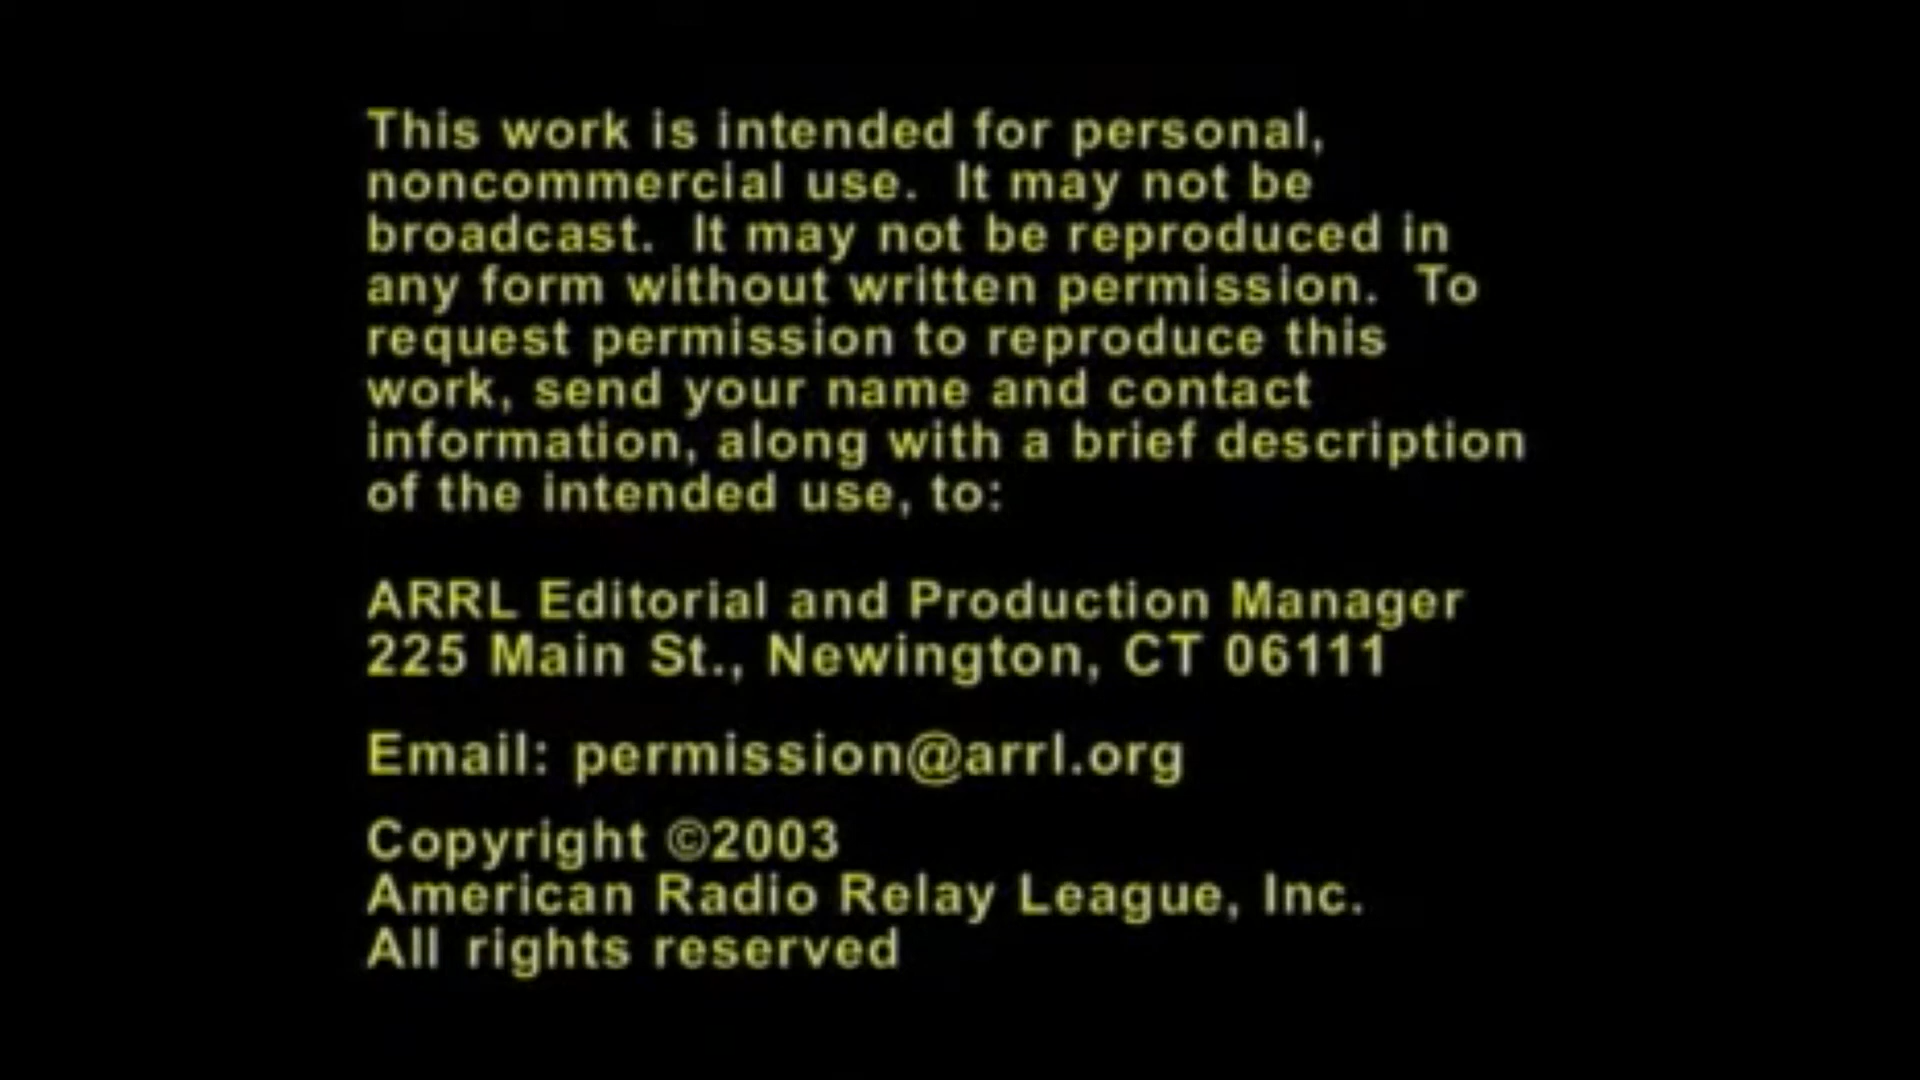 This work is intended for personal,
noncommercial use.  It may not be
broadcast.  It may not be reproduced in
any form without written permission.  To
request permission to reproduce this
work, send your name and contact
information, along with a brief description
of the intended use, to:
ARRL Editorial and Production Manager
225 Main St., Newington, CT 06111
Email: permission@arrl.org
Copyright ©2003
American Radio Relay League, Inc.
All rights reserved